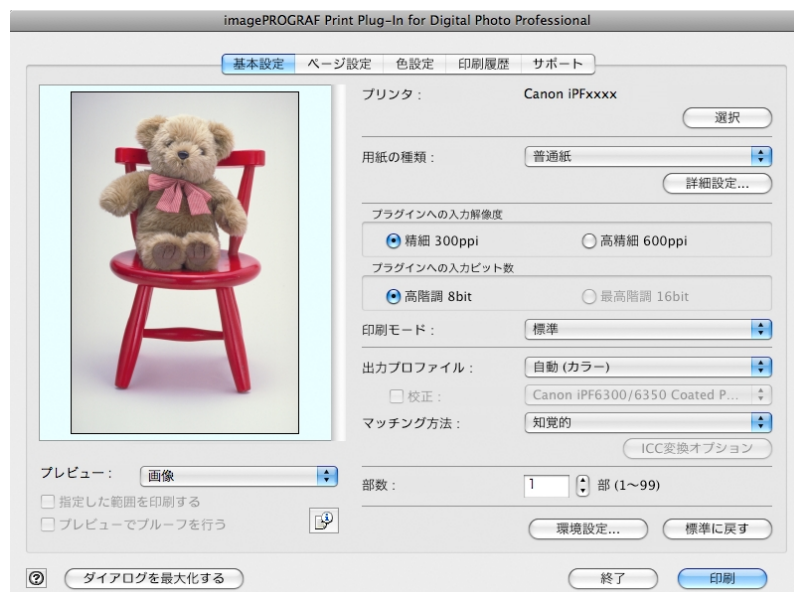 imagePROGRAF Print Plug-In for Digital Photo Professional
基本設定 ページ設定 色設定 印刷履歴 サポート
プリンタ： Canon iPFxxxx
選択
用紙の種類： 普通紙
詳細設定...
プラグインへの入力解像度
精細 300ppi 高精細 600ppi
プラグインへの入力ビット数
高階調 8bit 最高階調 16bit
印刷モード： 標準
出力プロファイル： 自動 (カラー)
校正： Canon iPF6300/6350 Coated P...
マッチング方法： 知覚的
ICC変換オプション
部数： 1 部 (1〜99)
環境設定... 標準に戻す
プレビュー： 画像
指定した範囲を印刷する
プレビューでプルーフを行う
ダイアログを最大化する 終了 印刷